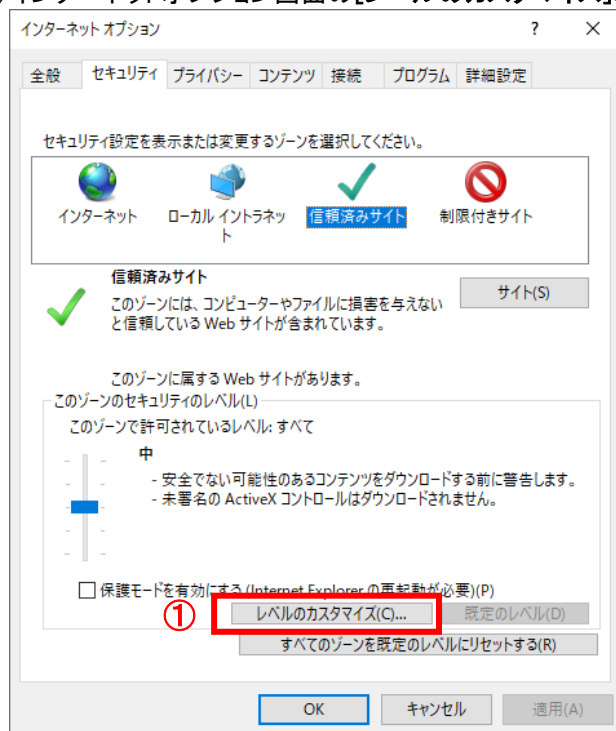 インターネット オプション
?
×
全般 セキュリティ プライバシー コンテンツ 接続 プログラム 詳細設定
セキュリティ設定を表示または変更するゾーンを選択してください。
インターネット
ローカル イントラネッ
ト
信頼済みサイト
制限付きサイト
信頼済みサイト
このゾーンには、コンピューターやファイルに損害を与えない
と信頼している Web サイトが含まれています。
サイト(S)
このゾーンに属する Web サイトがあります。
このゾーンのセキュリティのレベル(L)
このゾーンで許可されているレベル: すべて
中
- 安全でない可能性のあるコンテンツをダウンロードする前に警告します。
- 未署名の ActiveX コントロールはダウンロードされません。
保護モードを有効にする (Internet Explorer の再起動が必要)(P)
①
レベルのカスタマイズ(C)...
既定のレベル(D)
すべてのゾーンを既定のレベルにリセットする(R)
OK
キャンセル
適用(A)